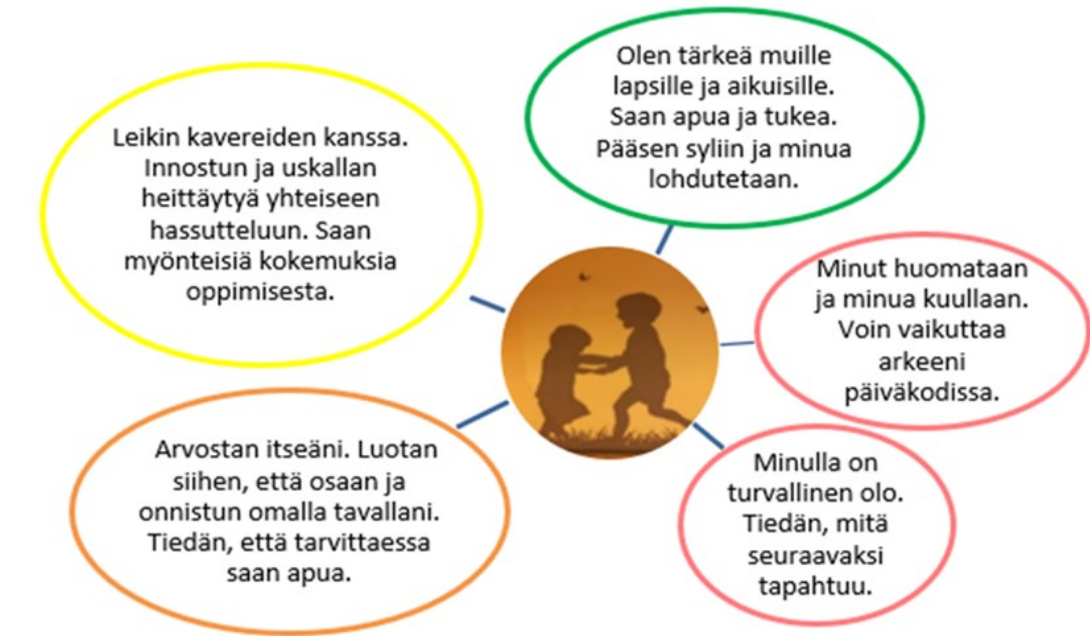 Leikin kavereiden kanssa.
Innostun ja uskallan
heittäytyä yhteiseen
hassutteluun. Saan
myönteisiä kokemuksia
oppimisesta.
Olen tärkeä muille
lapsille ja aikuisille.
Saan apua ja tukea.
Pääsen syliin ja minua
lohdutetaan.
Minut huomataan
ja minua kuullaan.
Voin vaikuttaa
arkeeni
päiväkodissa.
Arvostan itseäni. Luotan
siihen, että osaan ja
onnistun omalla tavallani.
Tiedän, että tarvittaessa
saan apua.
Minulla on
turvallinen olo.
Tiedän, mitä
seuraavaksi
tapahtuu.